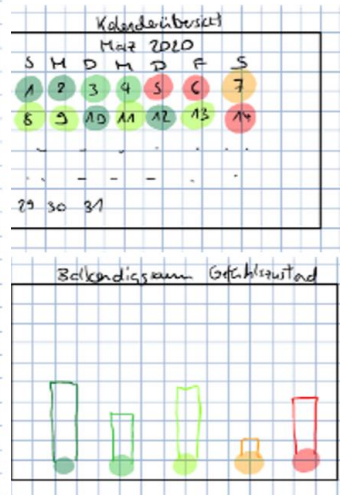 Kalenderübersicht
März 2020
S M D M D F S
1 2 3 4 5 6 7
8 9 10 11 12 13 14
29 30 31
Balkendiagramm Gefühlszustand